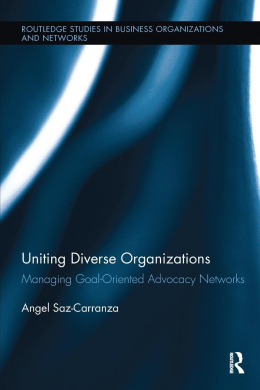 ROUTLEDGE STUDIES IN BUSINESS ORGANIZATIONS
AND NETWORKS
Uniting Diverse Organizations
Managing Goal-Oriented Advocacy Networks
Angel Saz-Carranza
ROUTLEDGE